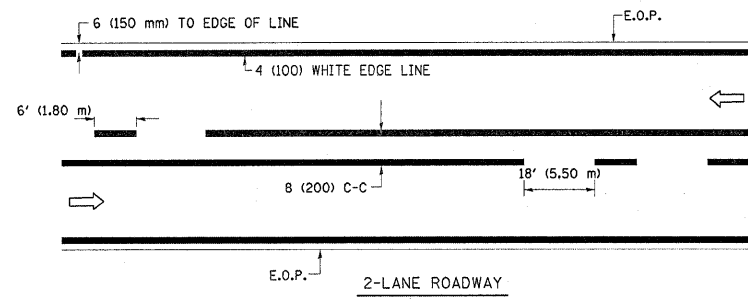 6 (150 mm) TO EDGE OF LINE
E.O.P.
4 (100) WHITE EDGE LINE
6' (1.80 m)
18' (5.50 m)
8 (200) C-C
E.O.P.
2-LANE ROADWAY